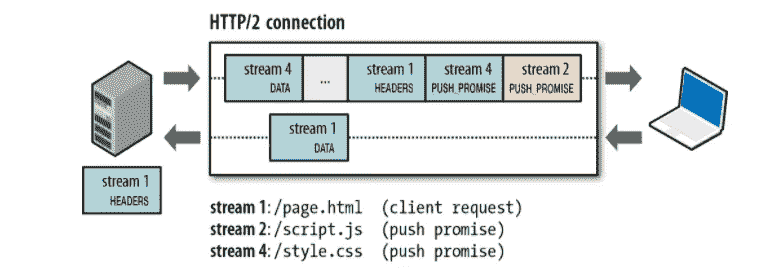 HTTP/2 connection
stream 4 ... stream 1 stream 4 stream 2
DATA HEADERS PUSH_PROMISE PUSH_PROMISE
stream 1
DATA
stream 1
HEADERS
stream 1: /page.html (client request)
stream 2: /script.js (push promise)
stream 4: /style.css (push promise)